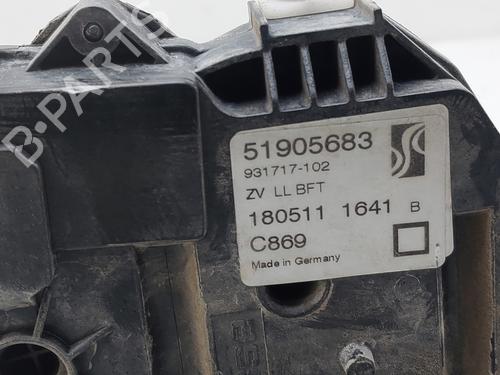 B-PARTS
51905683
931717-102
ZV LL BFT
180511 1641 B
C869
Made in Germany